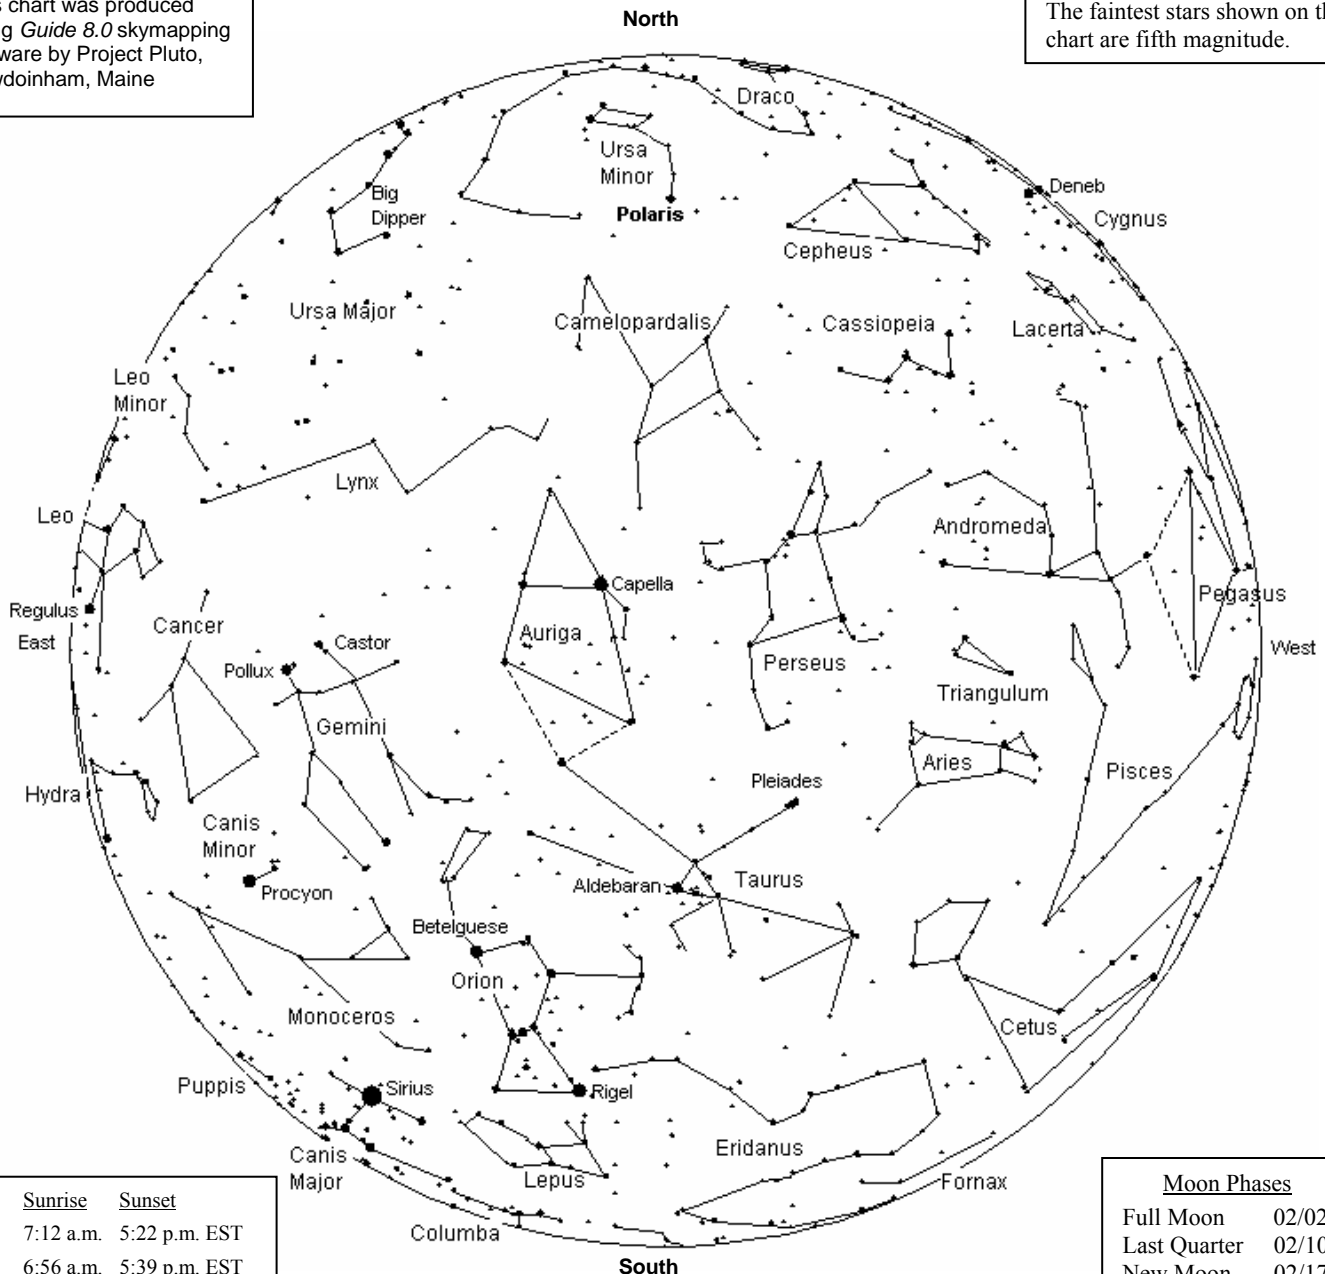 s chart was produced
g Guide 8.0 skymapping
ware by Project Pluto,
wdoinham, Maine
North
The faintest stars shown on th
chart are fifth magnitude.
Draco
Ursa
Minor
Polaris
Big
Dipper
Deneb
Cygnus
Cepheus
Ursa Major
Camelopardalis
Cassiopeia
Lacerta
Leo
Minor
Lynx
Leo
Andromeda
Capella
Pegasus
Regulus
East
Cancer
Castor
Auriga
Perseus
West
Pollux
Triangulum
Gemini
Aries
Pisces
Hydra
Pleiades
Canis
Minor
Procyon
Aldebaran
Taurus
Betelguese
Orion
Monoceros
Cetus
Puppis
Sirius
Rigel
Canis
Major
Lepus
Eridanus
Fornax
Columba
South
Sunrise Sunset
7:12 a.m. 5:22 p.m. EST
6:56 a.m. 5:39 p.m. EST
Moon Phases
Full Moon 02/02
Last Quarter 02/10
New Moon 02/17